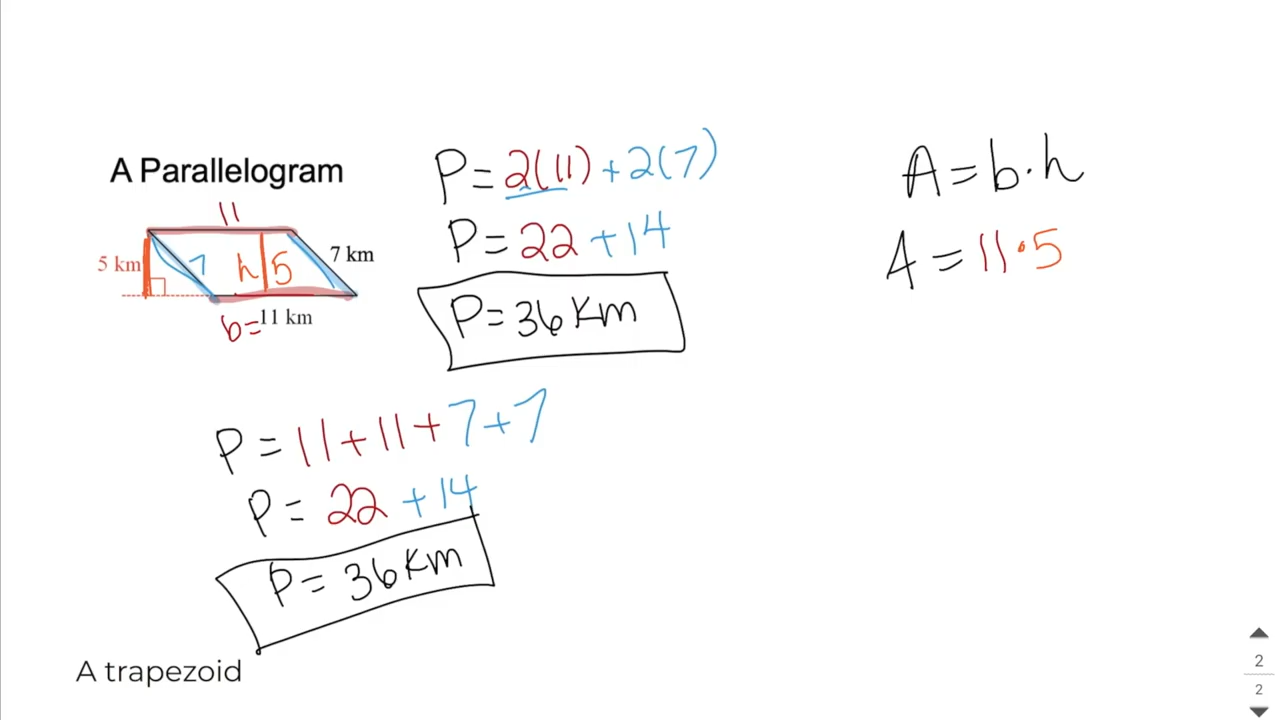 A Parallelogram
11
5 km
7
h
5
7 km
b=11 km
P=2(11)+2(7)
P=22+14
P=36Km
P=11+11+7+7
P=22+14
P=36Km
A=b·h
A=11·5
A trapezoid
2
2